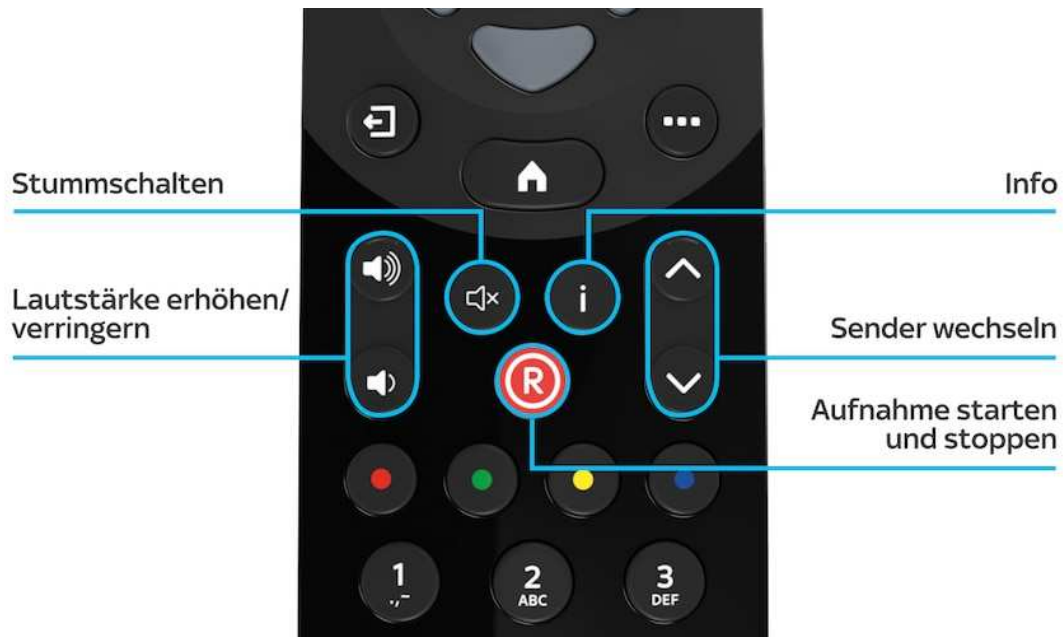 Stummschalten
Info
Lautstärke erhöhen/
verringern
i
Sender wechseln
R
Aufnahme starten
und stoppen
1
.,-
2
ABC
3
DEF